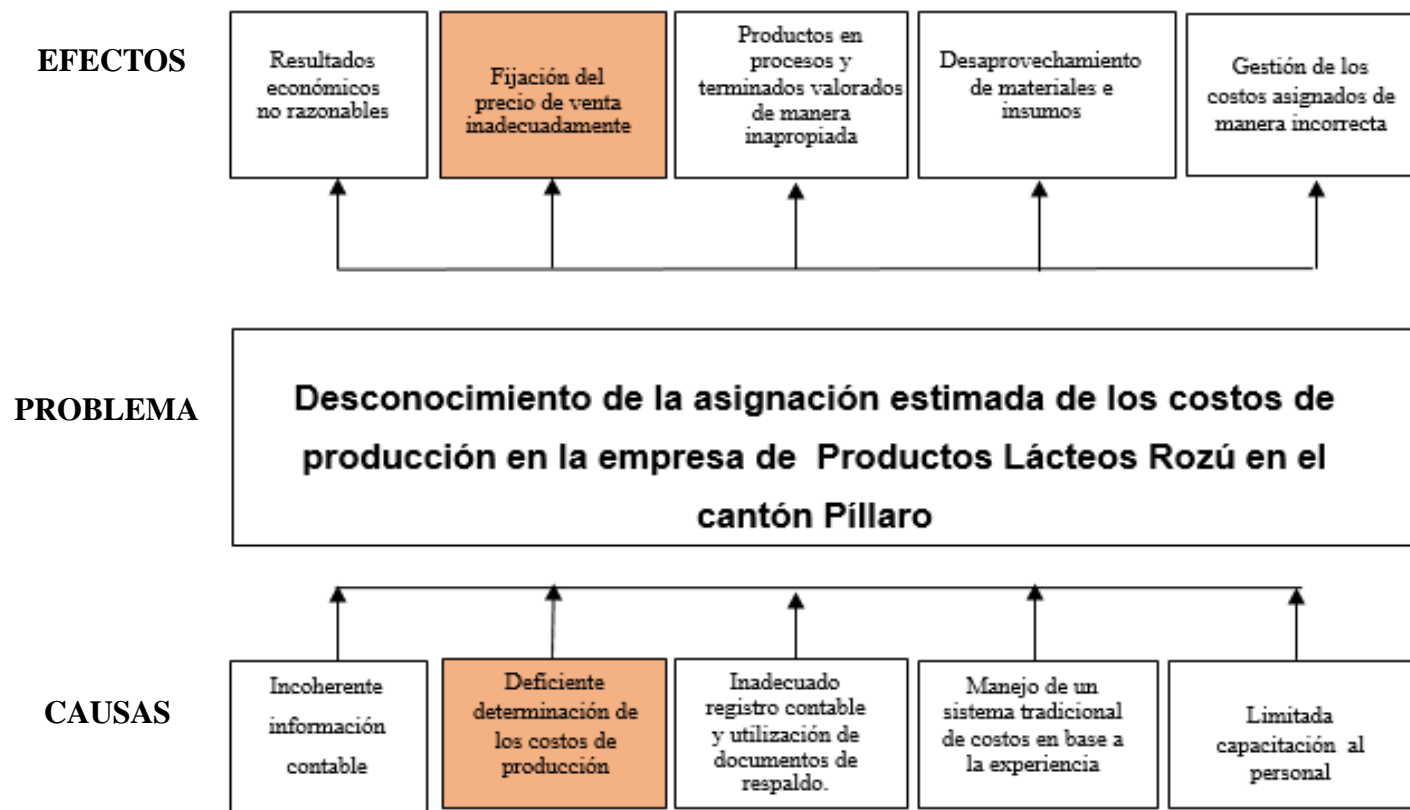 EFECTOS
Resultados
económicos
no razonables
Fijación del
precio de venta
inadecuadamente
Productos en
procesos y
terminados valorados
de manera
inapropiada
Desaprovechamiento
de materiales e
insumos
Gestión de los
costos asignados de
manera incorrecta
PROBLEMA
Desconocimiento de la asignación estimada de los costos de
producción en la empresa de Productos Lácteos Rozú en el
cantón Píllaro
CAUSAS
Incoherente
información
contable
Deficiente
determinación de
los costos de
producción
Inadecuado
registro contable
y utilización de
documentos de
respaldo.
Manejo de un
sistema tradicional
de costos en base a
la experiencia
Limitada
capacitación al
personal